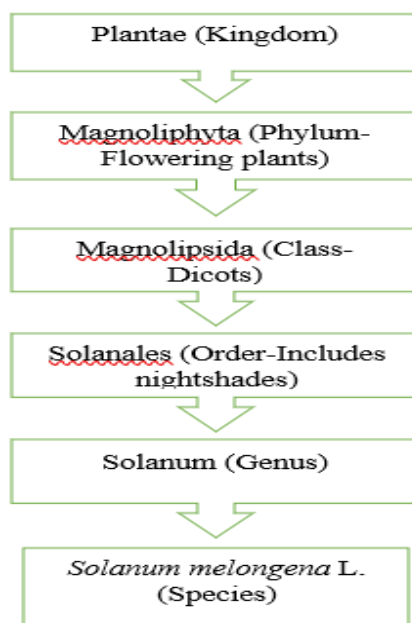 Plantae (Kingdom)
Magnoliphyta (Phylum-
Flowering plants)
Magnolipsida (Class-
Dicots)
Solanales (Order-Includes
nightshades)
Solanum (Genus)
Solanum melongena L.
(Species)